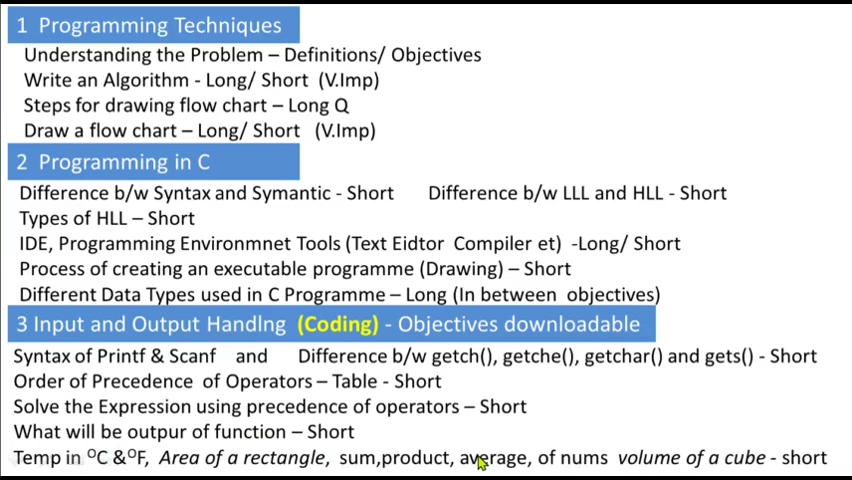 1 Programming Techniques
Understanding the Problem – Definitions/ Objectives
Write an Algorithm - Long/ Short (V.Imp)
Steps for drawing flow chart – Long Q
Draw a flow chart – Long/ Short (V.Imp)
2 Programming in C
Difference b/w Syntax and Symantic - Short Difference b/w LLL and HLL - Short
Types of HLL – Short
IDE, Programming Environmnet Tools (Text Eidtor Compiler et) -Long/ Short
Process of creating an executable programme (Drawing) – Short
Different Data Types used in C Programme – Long (In between objectives)
3 Input and Output Handlng (Coding) - Objectives downloadable
Syntax of Printf & Scanf and Difference b/w getch(), getche(), getchar() and gets() - Short
Order of Precedence of Operators – Table - Short
Solve the Expression using precedence of operators – Short
What will be outpur of function – Short
Temp in ᴼC &ᴼF, Area of a rectangle, sum,product, average, of nums volume of a cube - short